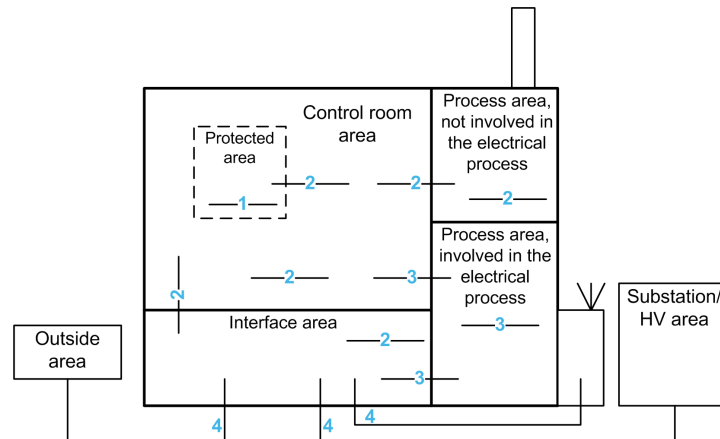 Control room
area
Process area,
not involved in
the electrical
process
Protected
area
2
2
1
2
Process area,
involved in the
electrical
process
2
2
3
Substation/
HV area
Interface area
3
Outside
area
2
3
4
4
4